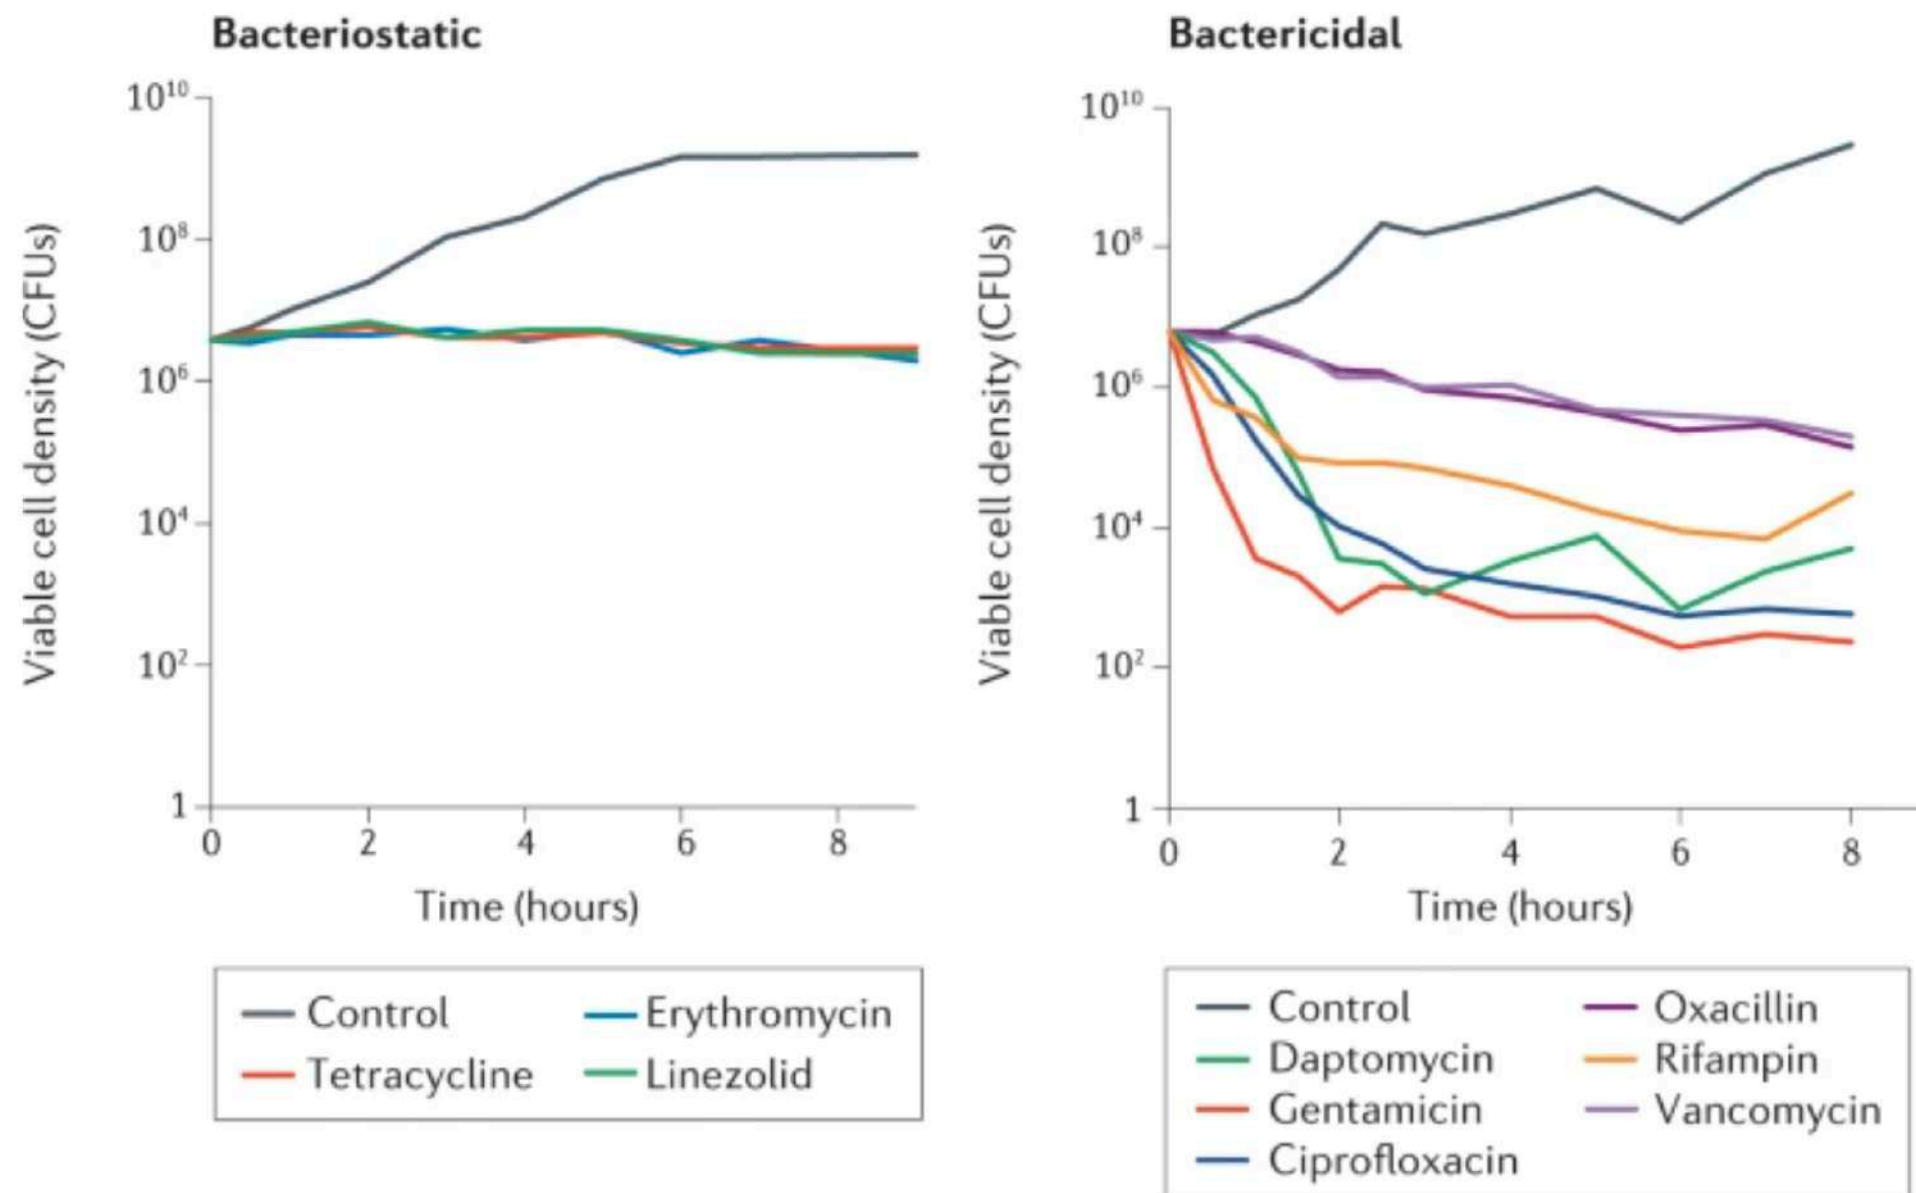 Bacteriostatic
Viable cell density (CFUs)
10¹⁰
10⁸
10⁶
10⁴
10²
1
0 2 4 6 8
Time (hours)
Control Erythromycin
Tetracycline Linezolid
Bactericidal
Viable cell density (CFUs)
10¹⁰
10⁸
10⁶
10⁴
10²
1
0 2 4 6 8
Time (hours)
Control Oxacillin
Daptomycin Rifampin
Gentamicin Vancomycin
Ciprofloxacin